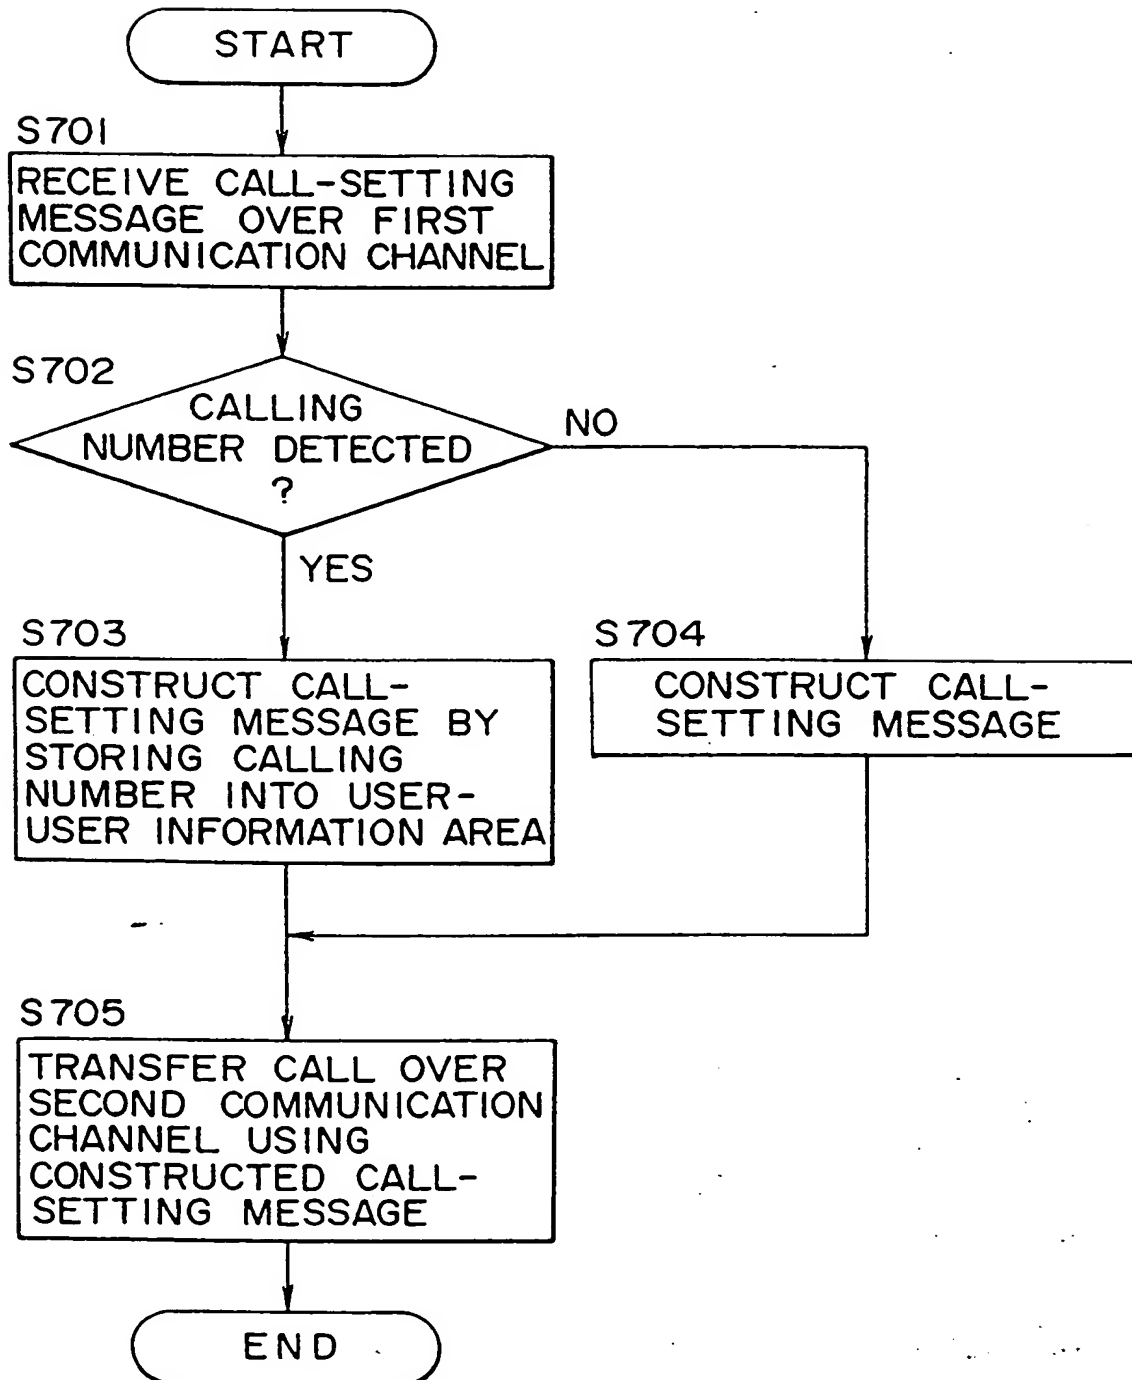 START
S701
RECEIVE CALL-SETTING
MESSAGE OVER FIRST
COMMUNICATION CHANNEL
S702
CALLING
NUMBER DETECTED
?
NO
YES
S703
CONSTRUCT CALL-
SETTING MESSAGE BY
STORING CALLING
NUMBER INTO USER-
USER INFORMATION AREA
S704
CONSTRUCT CALL-
SETTING MESSAGE
S705
TRANSFER CALL OVER
SECOND COMMUNICATION
CHANNEL USING
CONSTRUCTED CALL-
SETTING MESSAGE
END